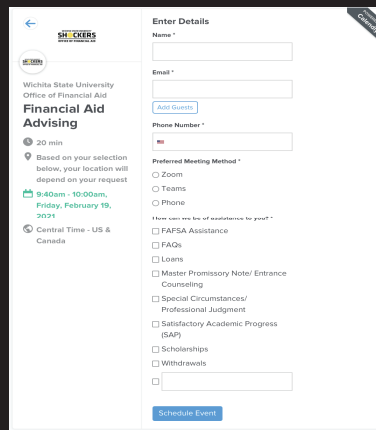 SHOCKERS
OFFICE OF FINANCIAL AID
SHOCKERS
Wichita State University
Office of Financial Aid
Financial Aid
Advising
20 min
Based on your selection
below, your location will
depend on your request
9:40am - 10:00am,
Friday, February 19,
2021
Central Time - US &
Canada
Enter Details
Name *
Email *
Add Guests
Phone Number *
Preferred Meeting Method *
Zoom
Teams
Phone
How can we be of assistance to you? *
FAFSA Assistance
FAQs
Loans
Master Promissory Note/ Entrance
Counseling
Special Circumstances/
Professional Judgment
Satisfactory Academic Progress
(SAP)
Scholarships
Withdrawals
Schedule Event